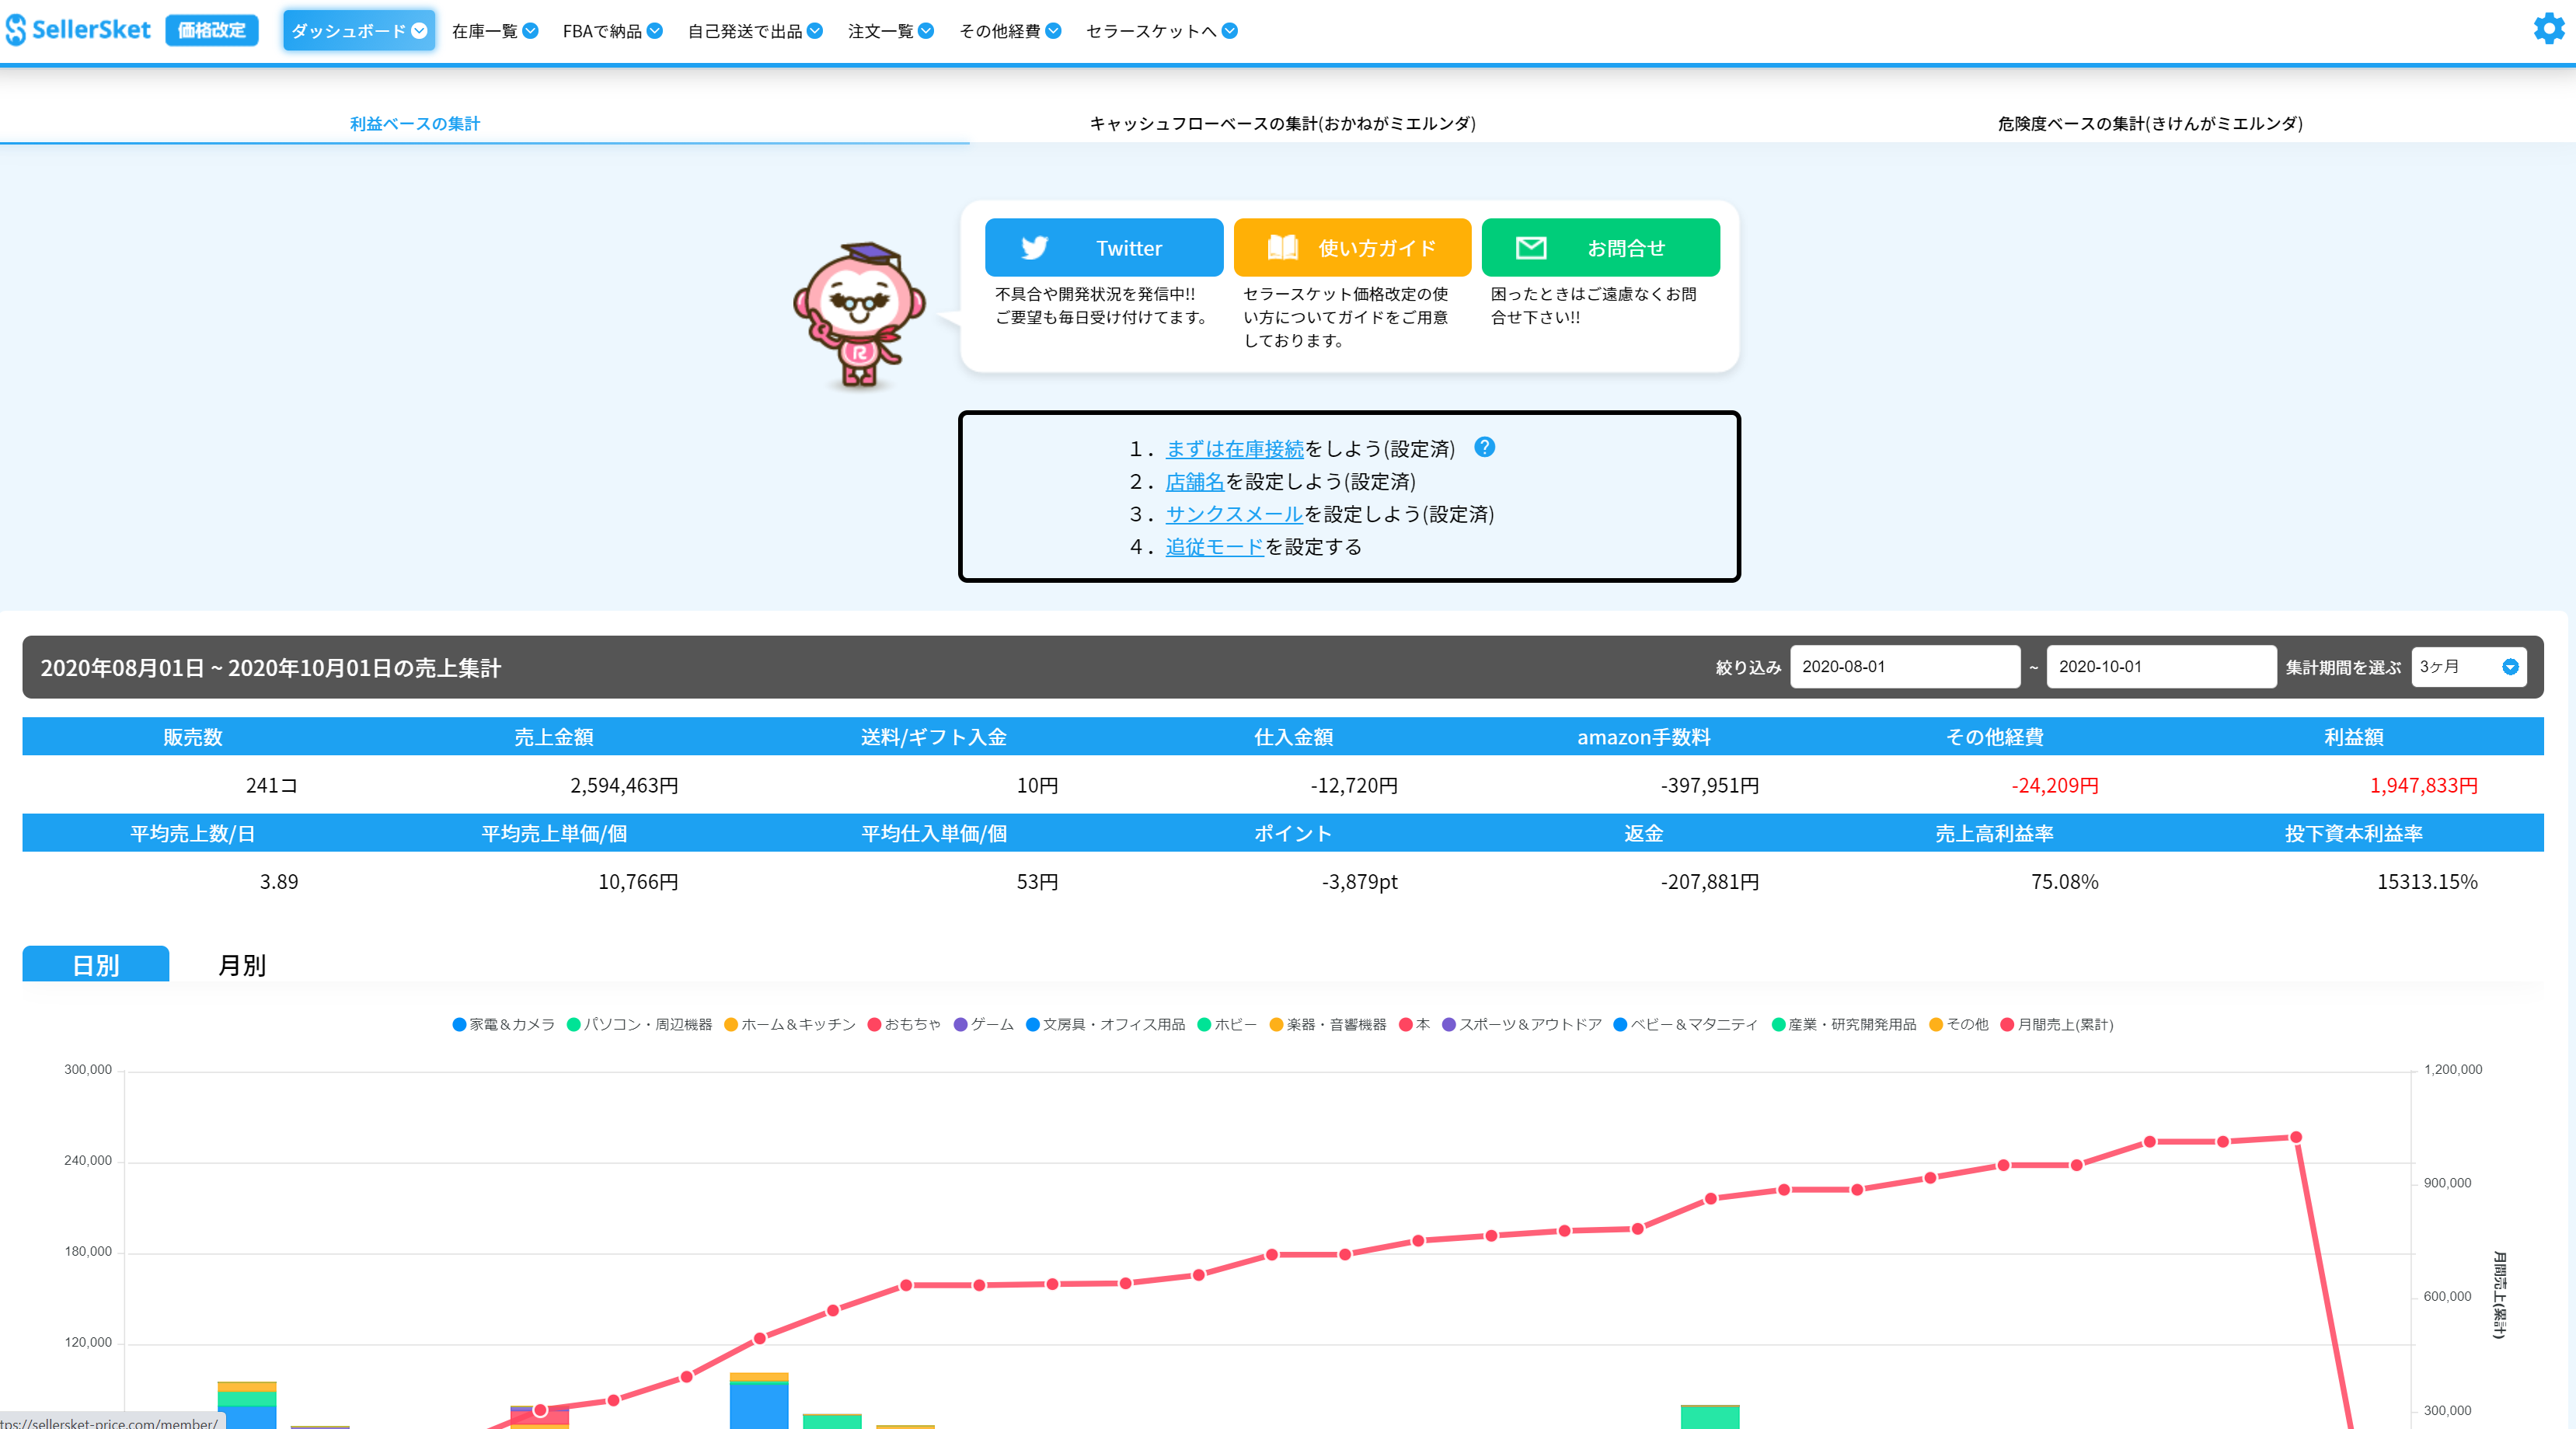 SellerSket 価格改定 ダッシュボード 在庫一覧 FBAで納品 自己発送で出品 注文一覧 その他経費 セラースケットへ
利益ベースの集計 キャッシュフローベースの集計(おかねがミエルンダ) 危険度ベースの集計(きけんがミエルンダ)
Twitter 使い方ガイド お問合せ
不具合や開発状況を発信中!!
ご要望も毎日受け付けてます。
セラースケット価格改定の使
い方についてガイドをご用意
しております。
困ったときはご遠慮なくお問
合せ下さい!!
R
1．まずは在庫接続をしよう(設定済) ?
2．店舗名を設定しよう(設定済)
3．サンクスメールを設定しよう(設定済)
4．追従モードを設定する
2020年08月01日 ~ 2020年10月01日の売上集計 絞り込み 2020-08-01 ~ 2020-10-01 集計期間を選ぶ 3ヶ月
販売数 売上金額 送料/ギフト入金 仕入金額 amazon手数料 その他経費 利益額
241コ 2,594,463円 10円 -12,720円 -397,951円 -24,209円 1,947,833円
平均売上数/日 平均売上単価/個 平均仕入単価/個 ポイント 返金 売上高利益率 投下資本利益率
3.89 10,766円 53円 -3,879pt -207,881円 75.08% 15313.15%
日別 月別
家電＆カメラ パソコン・周辺機器 ホーム＆キッチン おもちゃ ゲーム 文房具・オフィス用品 ホビー 楽器・音響機器 本 スポーツ＆アウトドア ベビー＆マタニティ 産業・研究開発用品 その他 月間売上(累計)
300,000
240,000
180,000
120,000
1,200,000
900,000
600,000
300,000
月間売上(累計)
tps://sellersket-price.com/member/